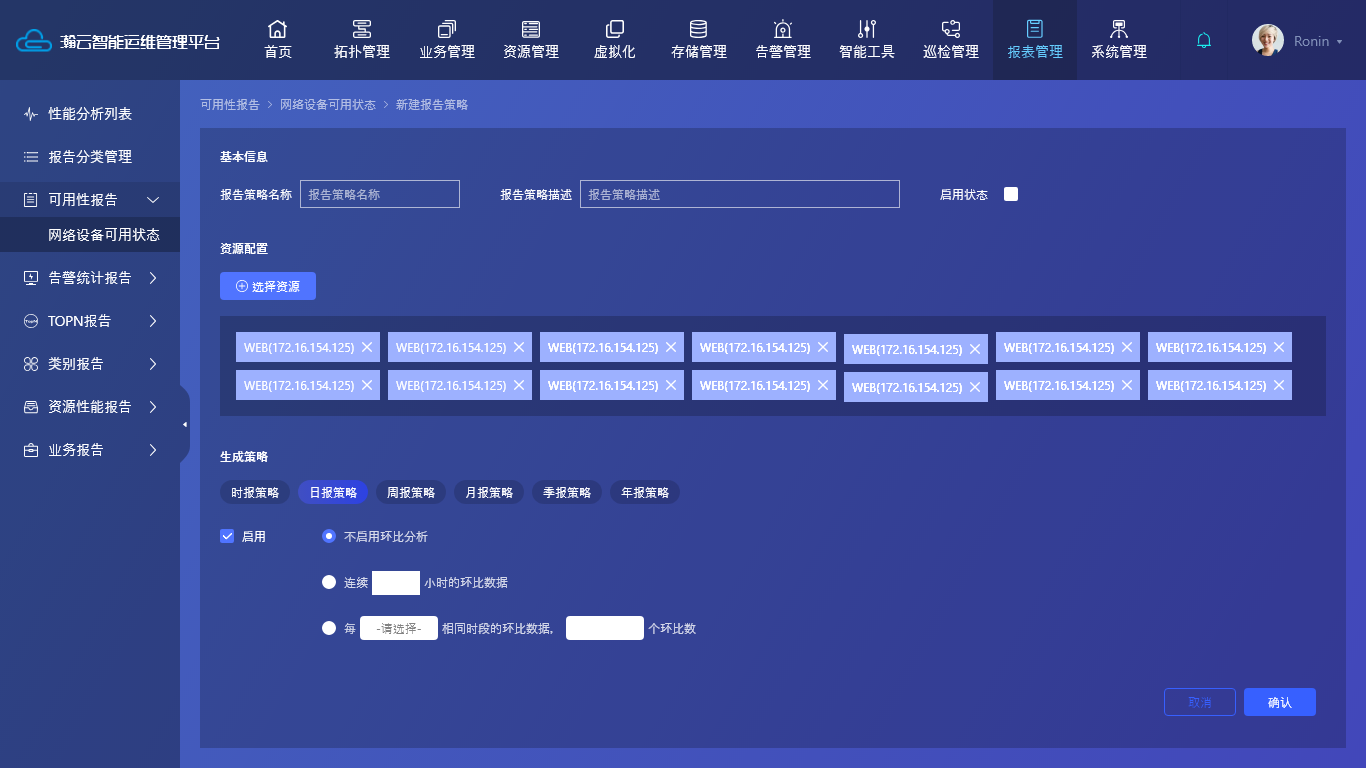 瀚云智能运维管理平台
首页 拓扑管理 业务管理 资源管理 虚拟化 存储管理 告警管理 智能工具 巡检管理 报表管理 系统管理 Ronin
性能分析列表
报告分类管理
可用性报告
网络设备可用状态
告警统计报告
TOPN报告
类别报告
资源性能报告
业务报告
可用性报告 > 网络设备可用状态 > 新建报告策略
基本信息
报告策略名称 报告策略名称 报告策略描述 报告策略描述 启用状态
资源配置
选择资源
WEB(172.16.154.125) WEB(172.16.154.125) WEB(172.16.154.125) WEB(172.16.154.125) WEB(172.16.154.125) WEB(172.16.154.125) WEB(172.16.154.125)
WEB(172.16.154.125) WEB(172.16.154.125) WEB(172.16.154.125) WEB(172.16.154.125) WEB(172.16.154.125) WEB(172.16.154.125) WEB(172.16.154.125)
生成策略
时报策略 日报策略 周报策略 月报策略 季报策略 年报策略
启用 不启用环比分析
连续 小时的环比数据
每 -请选择- 相同时段的环比数据, 个环比数
取消 确认